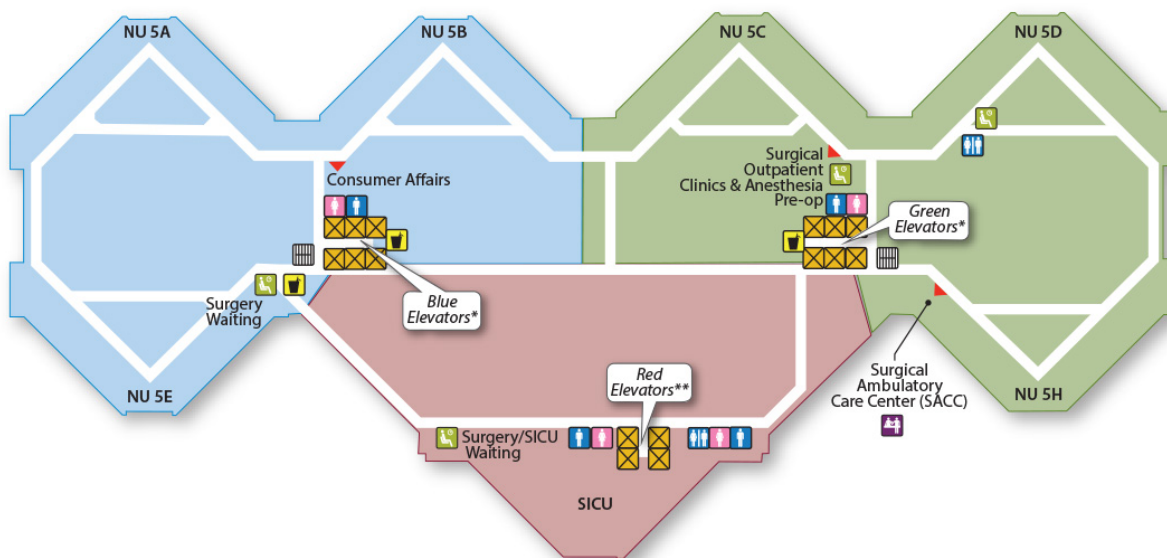 NU 5A
NU 5B
NU 5C
NU 5D
Consumer Affairs
Surgical
Outpatient
Clinics & Anesthesia
Pre-op
Green
Elevators*
Blue
Elevators*
Surgery
Waiting
Red
Elevators**
Surgical
Ambulatory
Care Center (SACC)
NU 5E
NU 5H
Surgery/SICU
Waiting
SICU